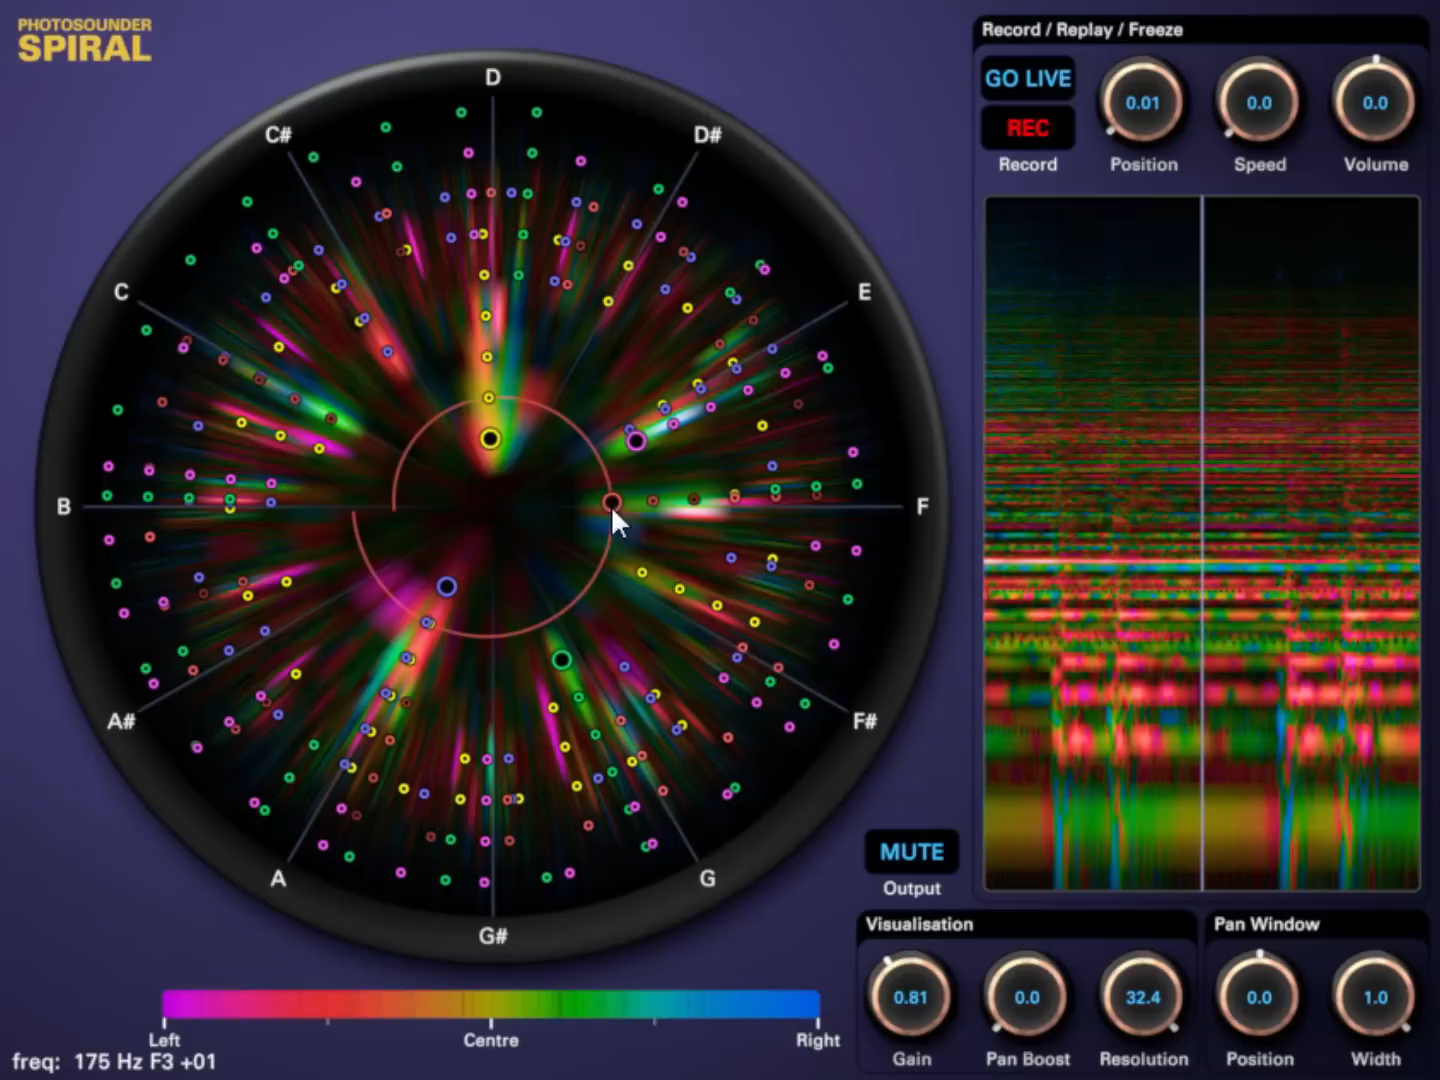 PHOTOSOUNDER
SPIRAL
D
C#
D#
C
E
B
F
A#
F#
A
G
G#
Left
Centre
Right
freq: 175 Hz F3 +01
Record / Replay / Freeze
GO LIVE
REC
Record
0.01
Position
0.0
Speed
0.0
Volume
MUTE
Output
Visualisation
0.81
Gain
0.0
Pan Boost
32.4
Resolution
Pan Window
0.0
Position
1.0
Width